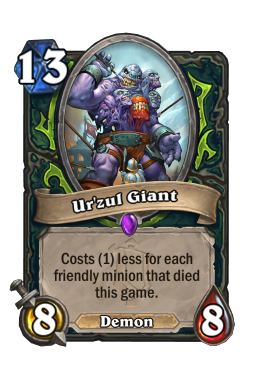 13
Ur'zul Giant
Costs (1) less for each
friendly minion that died
this game.
8
Demon
8